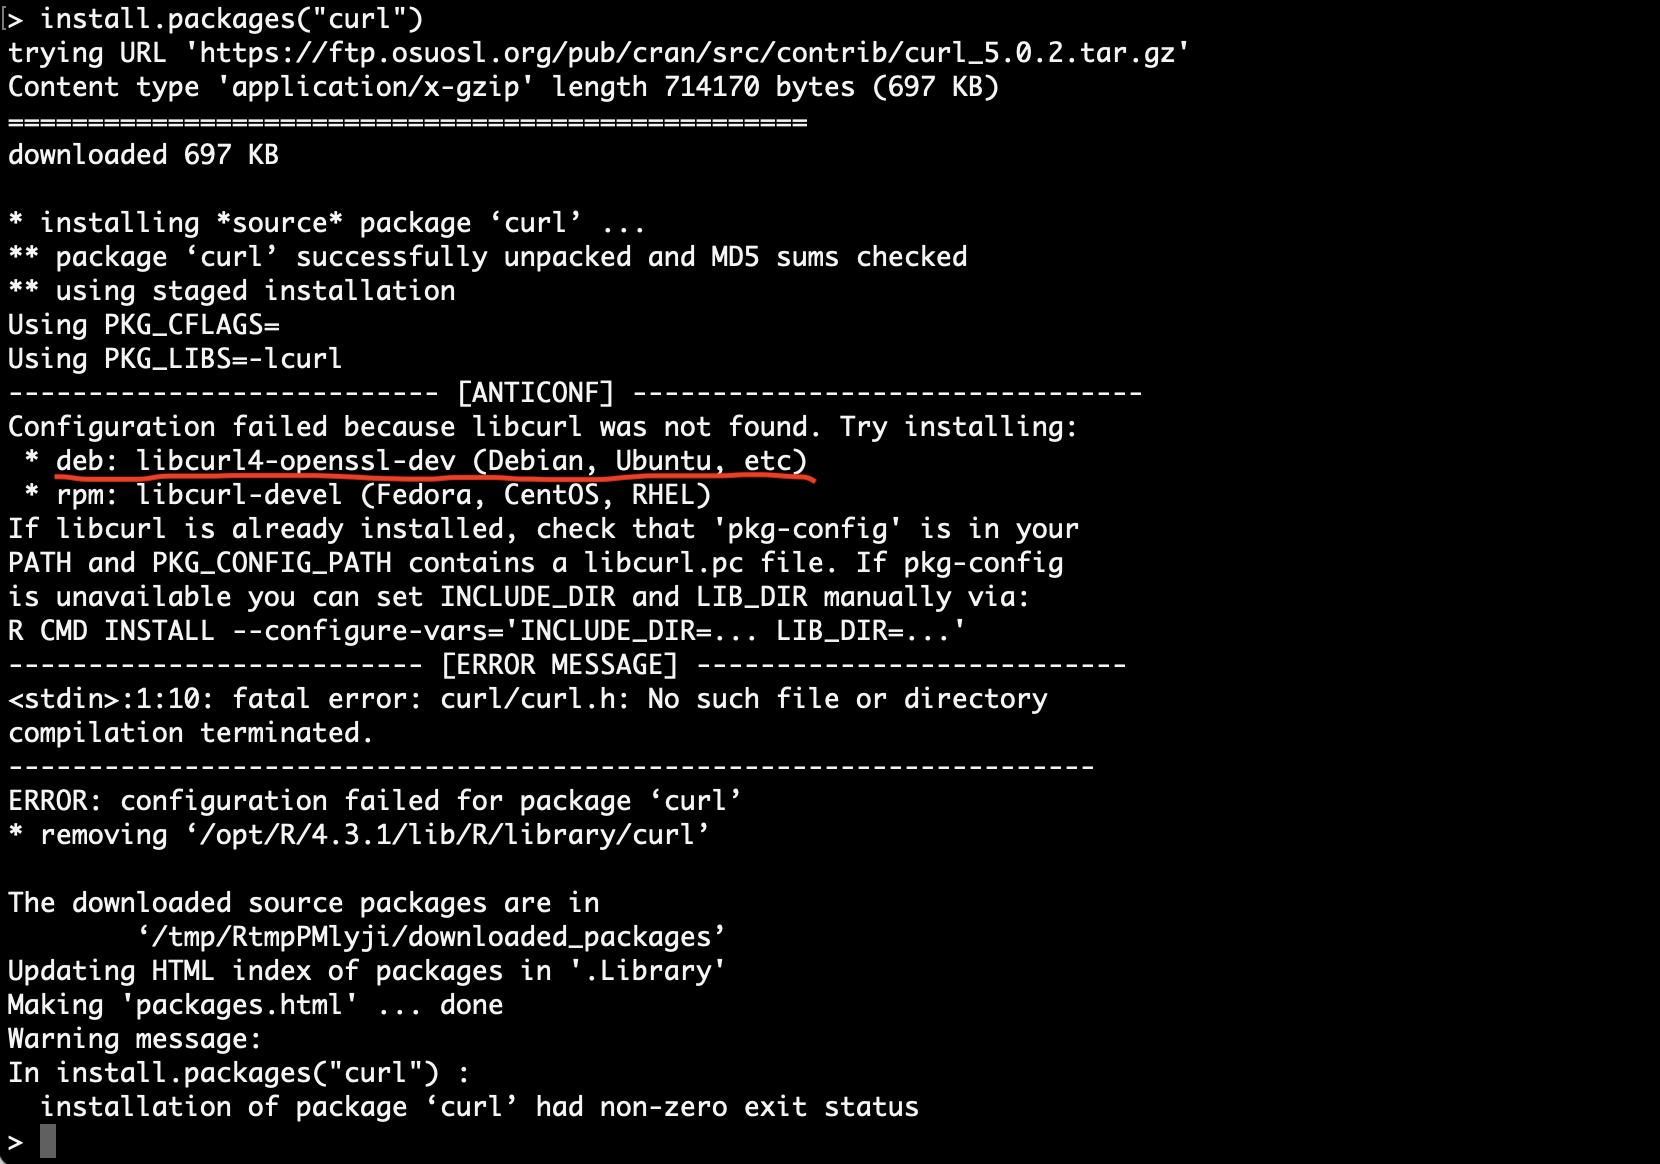 [> install.packages("curl")
trying URL 'https://ftp.osuosl.org/pub/cran/src/contrib/curl_5.0.2.tar.gz'
Content type 'application/x-gzip' length 714170 bytes (697 KB)
==================================================
downloaded 697 KB
* installing *source* package ‘curl’ ...
** package ‘curl’ successfully unpacked and MD5 sums checked
** using staged installation
Using PKG_CFLAGS=
Using PKG_LIBS=-lcurl
--------------------------- [ANTICONF] --------------------------------
Configuration failed because libcurl was not found. Try installing:
 * deb: libcurl4-openssl-dev (Debian, Ubuntu, etc)
 * rpm: libcurl-devel (Fedora, CentOS, RHEL)
If libcurl is already installed, check that 'pkg-config' is in your
PATH and PKG_CONFIG_PATH contains a libcurl.pc file. If pkg-config
is unavailable you can set INCLUDE_DIR and LIB_DIR manually via:
R CMD INSTALL --configure-vars='INCLUDE_DIR=... LIB_DIR=...'
-------------------------- [ERROR MESSAGE] ---------------------------
<stdin>:1:10: fatal error: curl/curl.h: No such file or directory
compilation terminated.
--------------------------------------------------------------------
ERROR: configuration failed for package ‘curl’
* removing ‘/opt/R/4.3.1/lib/R/library/curl’
The downloaded source packages are in
        ‘/tmp/RtmpPMlyji/downloaded_packages’
Updating HTML index of packages in '.Library'
Making 'packages.html' ... done
Warning message:
In install.packages("curl") :
  installation of package ‘curl’ had non-zero exit status
>